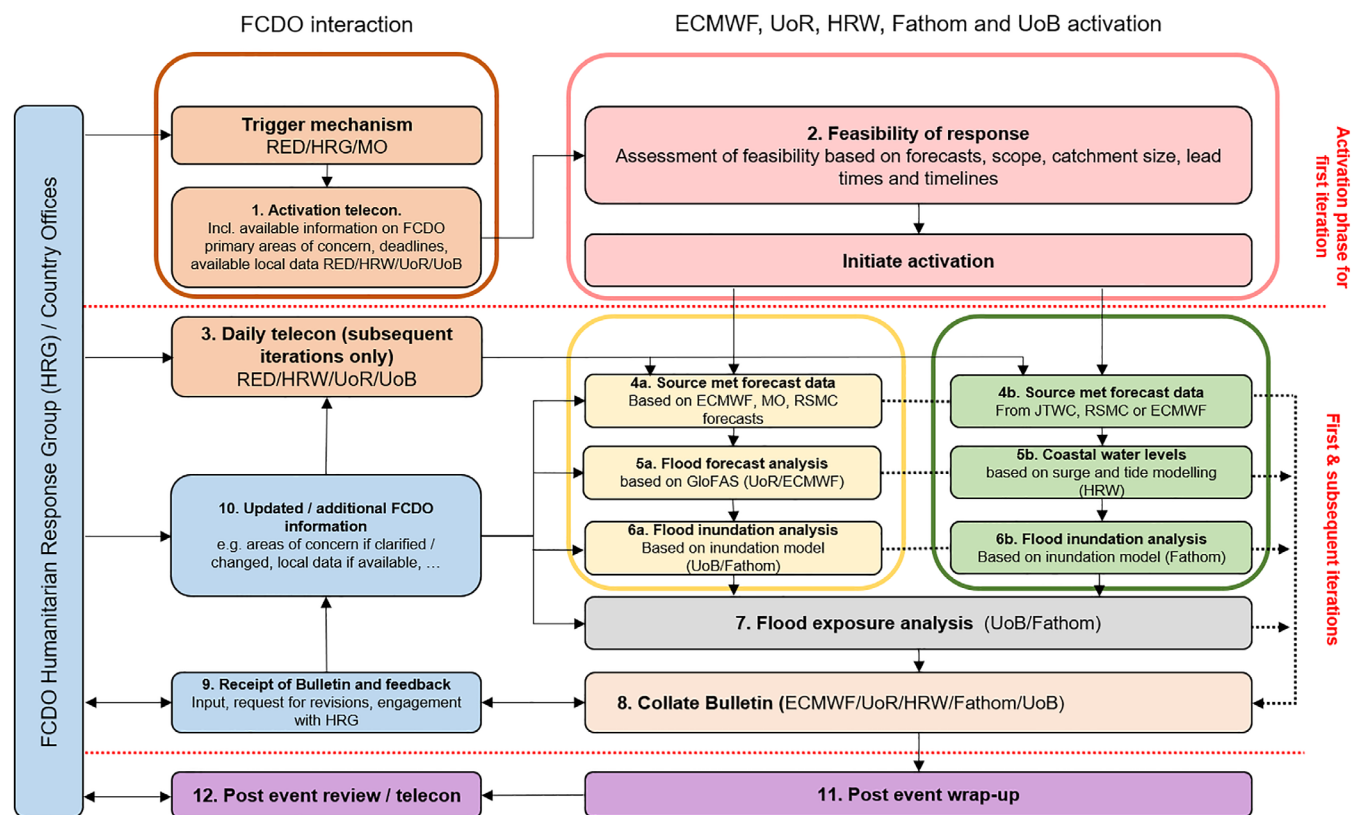 FCDO interaction
ECMWF, UoR, HRW, Fathom and UoB activation
FCDO Humanitarian Response Group (HRG) / Country Offices
Trigger mechanism
RED/HRG/MO
1. Activation telecon.
Incl. available information on FCDO
primary areas of concern, deadlines,
available local data RED/HRW/UoR/UoB
2. Feasibility of response
Assessment of feasibility based on forecasts, scope, catchment size, lead
times and timelines
Initiate activation
Activation phase for
first iteration
3. Daily telecon (subsequent
iterations only)
RED/HRW/UoR/UoB
4a. Source met forecast data
Based on ECMWF, MO, RSMC
forecasts
4b. Source met forecast data
From JTWC, RSMC or ECMWF
5a. Flood forecast analysis
based on GloFAS (UoR/ECMWF)
5b. Coastal water levels
based on surge and tide modelling
(HRW)
6a. Flood inundation analysis
Based on inundation model
(UoB/Fathom)
6b. Flood inundation analysis
Based on inundation model (Fathom)
10. Updated / additional FCDO
information
e.g. areas of concern if clarified /
changed, local data if available, …
7. Flood exposure analysis (UoB/Fathom)
First & subsequent iterations
9. Receipt of Bulletin and feedback
Input, request for revisions, engagement
with HRG
8. Collate Bulletin (ECMWF/UoR/HRW/Fathom/UoB)
12. Post event review / telecon
11. Post event wrap-up